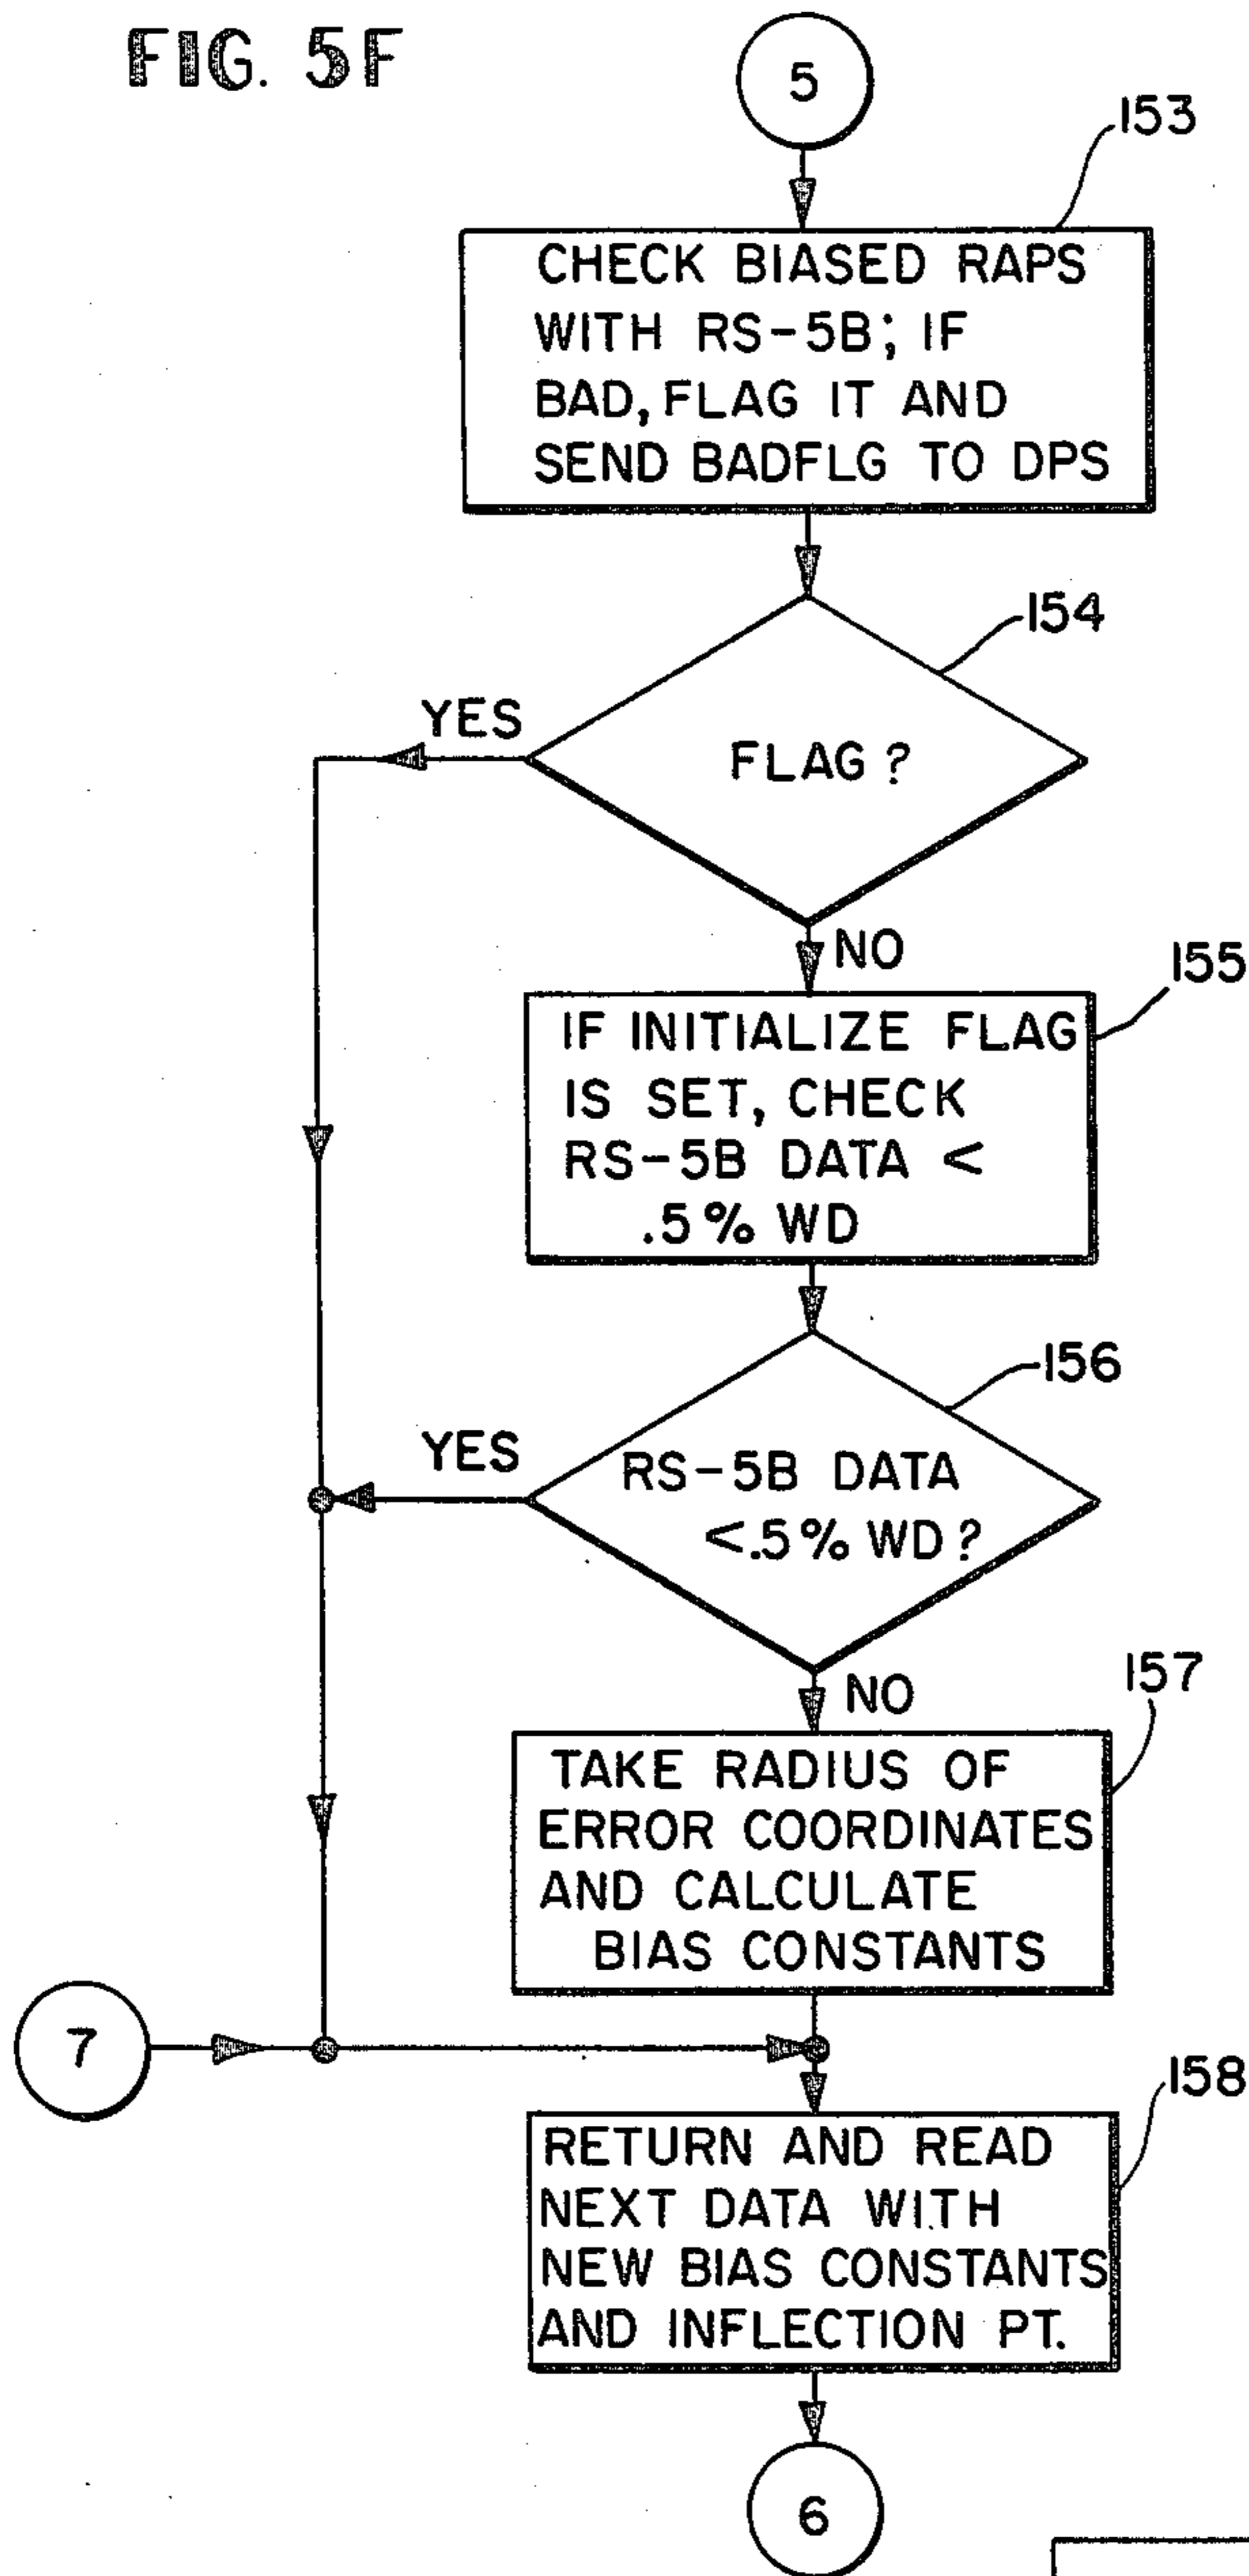 FIG. 5F
5
153
CHECK BIASED RAPS
WITH RS-5B; IF
BAD, FLAG IT AND
SEND BADFLG TO DPS
154
YES
FLAG ?
NO
155
IF INITIALIZE FLAG
IS SET, CHECK
RS-5B DATA <
.5% WD
156
YES
RS-5B DATA
<.5% WD?
NO
157
TAKE RADIUS OF
ERROR COORDINATES
AND CALCULATE
BIAS CONSTANTS
7
158
RETURN AND READ
NEXT DATA WITH
NEW BIAS CONSTANTS
AND INFLECTION PT.
6